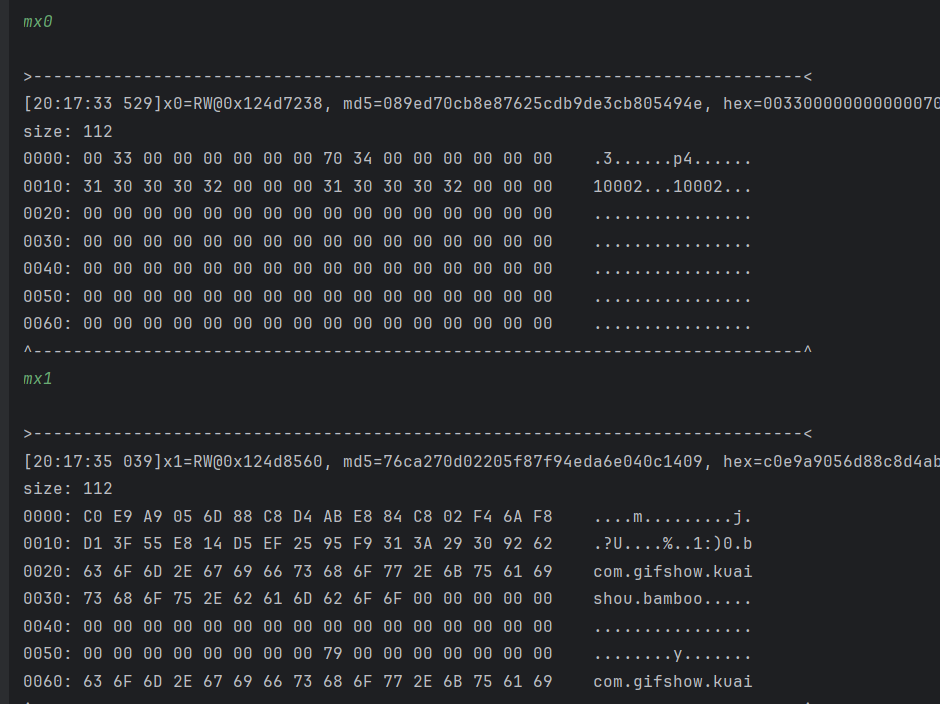 mx0
>-----------------------------------------------------------------------------<
[20:17:33 529]x0=RW@0x124d7238, md5=089ed70cb8e87625cdb9de3cb805494e, hex=003300000000000070
size: 112
0000: 00 33 00 00 00 00 00 00 70 34 00 00 00 00 00 00    .3......p4......
0010: 31 30 30 30 32 00 00 00 31 30 30 30 32 00 00 00    10002...10002...
0020: 00 00 00 00 00 00 00 00 00 00 00 00 00 00 00 00    ................
0030: 00 00 00 00 00 00 00 00 00 00 00 00 00 00 00 00    ................
0040: 00 00 00 00 00 00 00 00 00 00 00 00 00 00 00 00    ................
0050: 00 00 00 00 00 00 00 00 00 00 00 00 00 00 00 00    ................
0060: 00 00 00 00 00 00 00 00 00 00 00 00 00 00 00 00    ................
^-----------------------------------------------------------------------------^
mx1
>-----------------------------------------------------------------------------<
[20:17:35 039]x1=RW@0x124d8560, md5=76ca270d02205f87f94eda6e040c1409, hex=c0e9a9056d88c8d4ab
size: 112
0000: C0 E9 A9 05 6D 88 C8 D4 AB E8 84 C8 02 F4 6A F8    ....m.........j.
0010: D1 3F 55 E8 14 D5 EF 25 95 F9 31 3A 29 30 92 62    .?U....%..1:)0.b
0020: 63 6F 6D 2E 67 69 66 73 68 6F 77 2E 6B 75 61 69    com.gifshow.kuai
0030: 73 68 6F 75 2E 62 61 6D 62 6F 6F 00 00 00 00 00    shou.bamboo.....
0040: 00 00 00 00 00 00 00 00 00 00 00 00 00 00 00 00    ................
0050: 00 00 00 00 00 00 00 00 79 00 00 00 00 00 00 00    ........y.......
0060: 63 6F 6D 2E 67 69 66 73 68 6F 77 2E 6B 75 61 69    com.gifshow.kuai